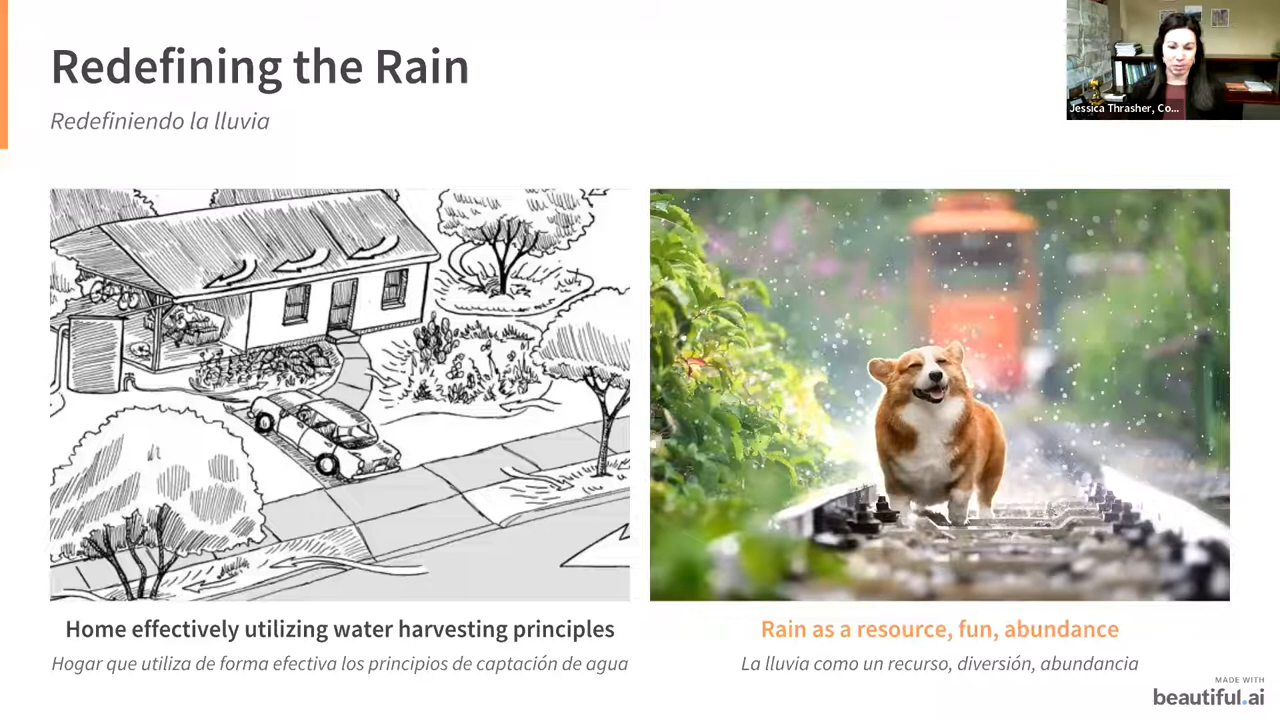 Redefining the Rain
Redefiniendo la lluvia
Jessica Thrasher, Co...
Home effectively utilizing water harvesting principles
Hogar que utiliza de forma efectiva los principios de captación de agua
Rain as a resource, fun, abundance
La lluvia como un recurso, diversión, abundancia
MADE WITH
beautiful.ai